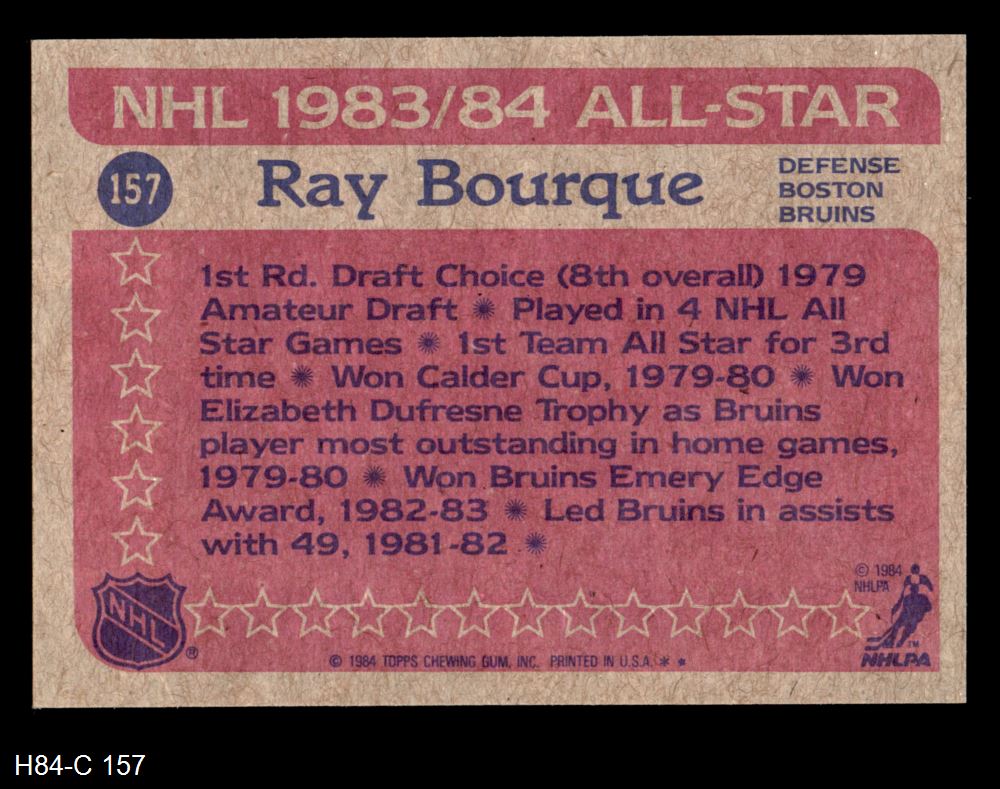 NHL 1983/84 ALL-STAR
157
Ray Bourque
DEFENSE
BOSTON
BRUINS
1st Rd. Draft Choice (8th overall) 1979
Amateur Draft ✺ Played in 4 NHL All
Star Games ✺ 1st Team All Star for 3rd
time ✺ Won Calder Cup, 1979-80 ✺ Won
Elizabeth Dufresne Trophy as Bruins
player most outstanding in home games,
1979-80 ✺ Won Bruins Emery Edge
Award, 1982-83 ✺ Led Bruins in assists
with 49, 1981-82 ✺
© 1984
NHLPA
NHL ®
TM
NHLPA
© 1984 TOPPS CHEWING GUM, INC. PRINTED IN U.S.A. * *
H84-C 157